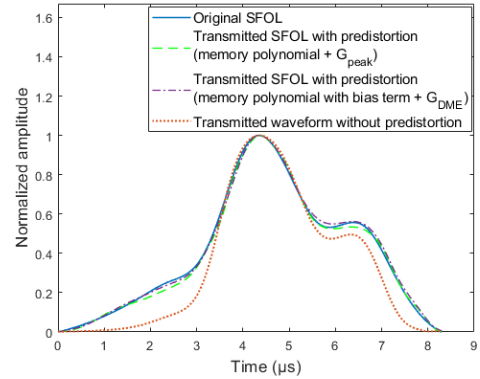 Original SFOL
Transmitted SFOL with predistortion
(memory polynomial + G_peak)
Transmitted SFOL with predistortion
(memory polynomial with bias term + G_DME)
Transmitted waveform without predistortion
Normalized amplitude
1.6
1.4
1.2
1
0.8
0.6
0.4
0.2
0
0 1 2 3 4 5 6 7 8 9
Time (μs)